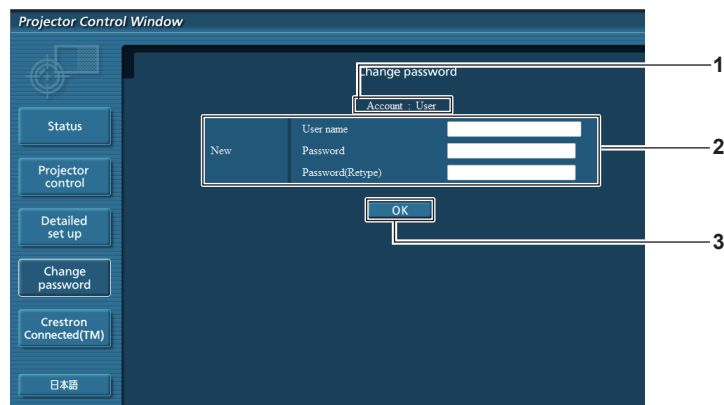 Projector Control Window
Change password
1
Account : User
Status
New
User name
Password
Password(Retype)
2
Projector
control
OK
Detailed
set up
3
Change
password
Crestron
Connected(TM)
日本語